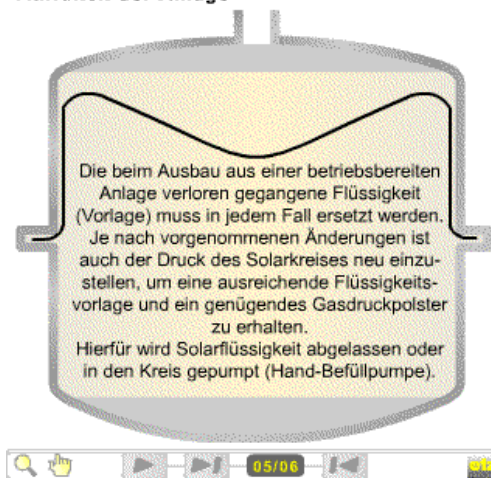 Die beim Ausbau aus einer betriebsbereiten
Anlage verloren gegangene Flüssigkeit
(Vorlage) muss in jedem Fall ersetzt werden.
Je nach vorgenommenen Änderungen ist
auch der Druck des Solarkreises neu einzu-
stellen, um eine ausreichende Flüssigkeits-
vorlage und ein genügendes Gasdruckpolster
zu erhalten.
Hierfür wird Solarflüssigkeit abgelassen oder
in den Kreis gepumpt (Hand-Befüllpumpe).
05/06